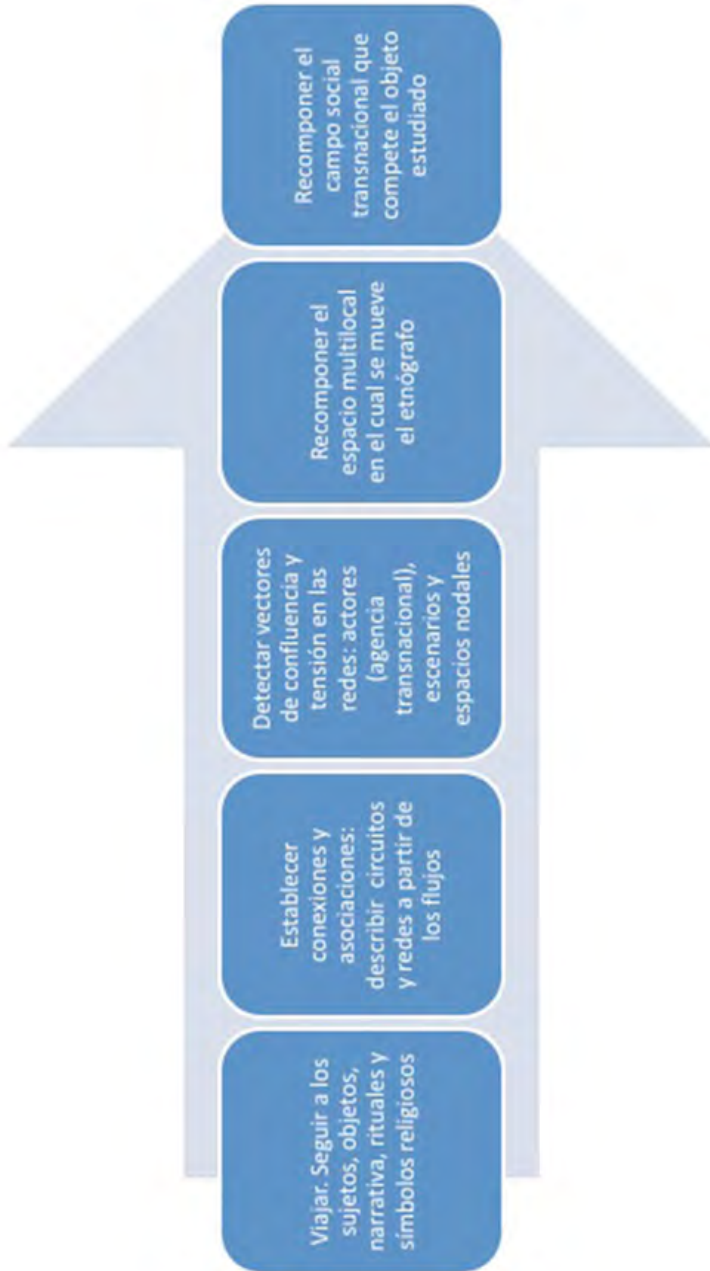 Viajar. Seguir a los
sujetos, objetos,
narrativa, rituales y
símbolos religiosos
Establecer
conexiones y
asociaciones:
describir circuitos
y redes a partir de
los flujos
Detectar vectores
de confluencia y
tensión en las
redes: actores
(agencia
transnacional),
escenarios y
espacios nodales
Recomponer el
espacio multilocal
en el cual se mueve
el etnógrafo
Recomponer el
campo social
transnacional que
compete el objeto
estudiado